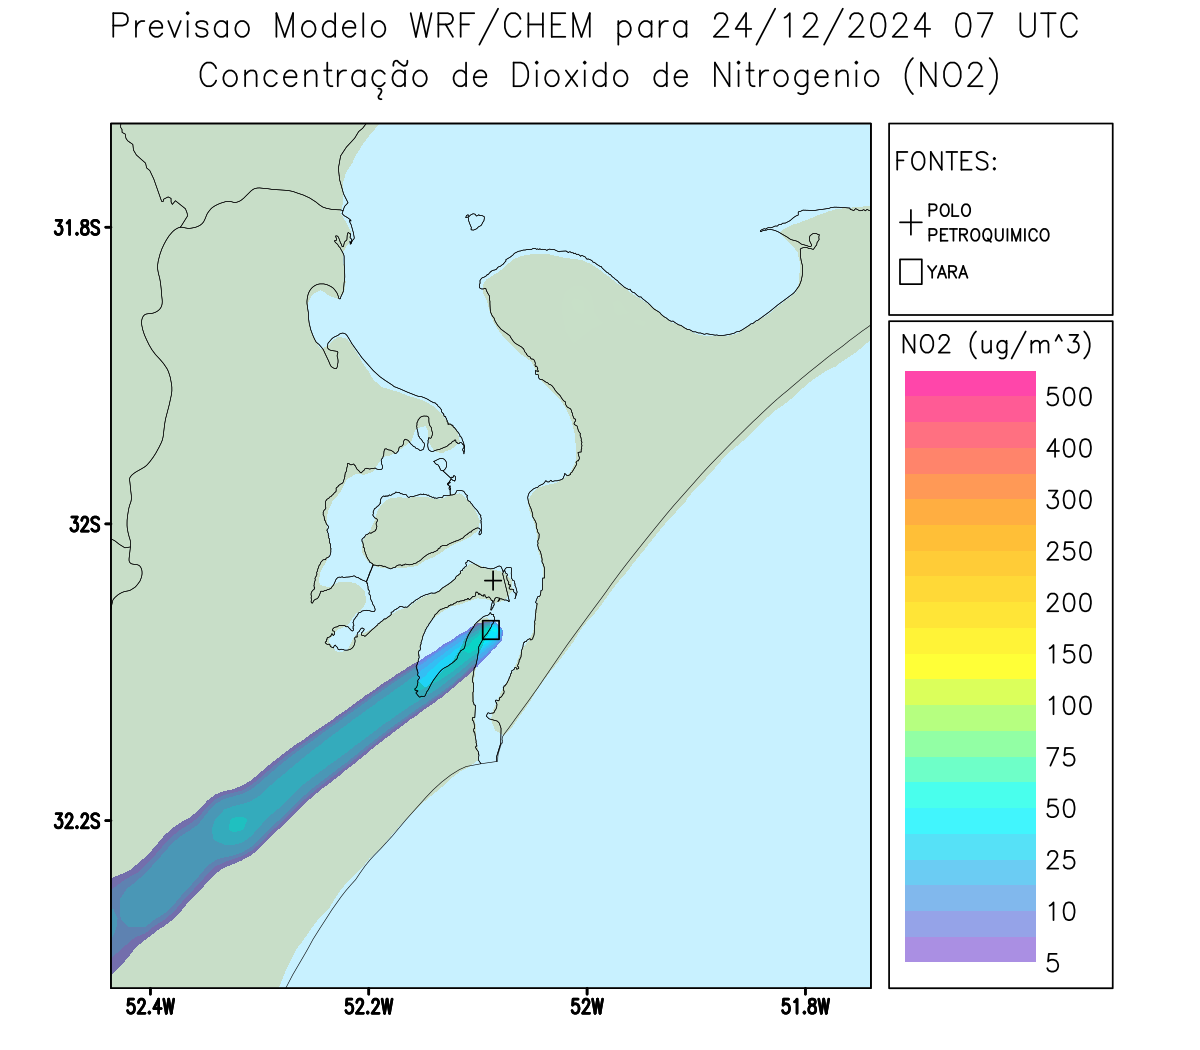 Previsao Modelo WRF/CHEM para 24/12/2024 07 UTC
Concentração de Dioxido de Nitrogenio (NO2)
FONTES:
POLO
PETROQUIMICO
YARA
NO2 (ug/m^3)
500
400
300
250
200
150
100
75
50
25
10
5
31.8S
32S
32.2S
52.4W
52.2W
52W
51.8W